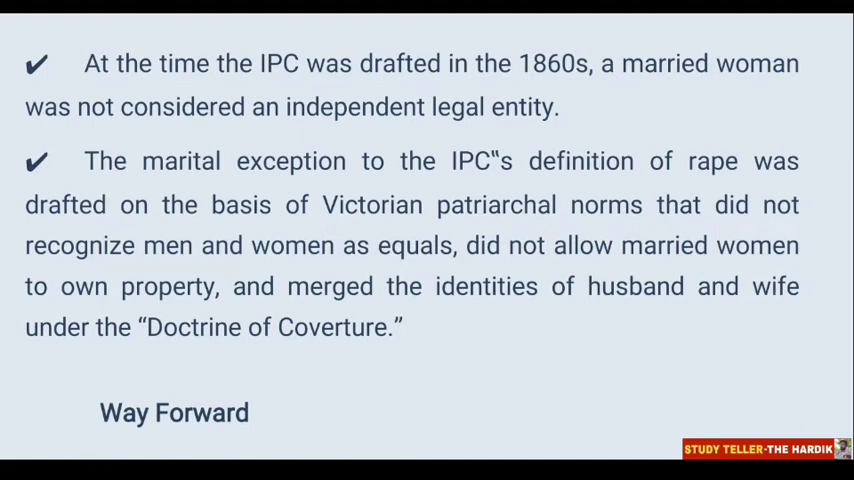 ✔ At the time the IPC was drafted in the 1860s, a married woman
was not considered an independent legal entity.
✔ The marital exception to the IPC‟s definition of rape was
drafted on the basis of Victorian patriarchal norms that did not
recognize men and women as equals, did not allow married women
to own property, and merged the identities of husband and wife
under the “Doctrine of Coverture.”
Way Forward
STUDY TELLER-THE HARDIK